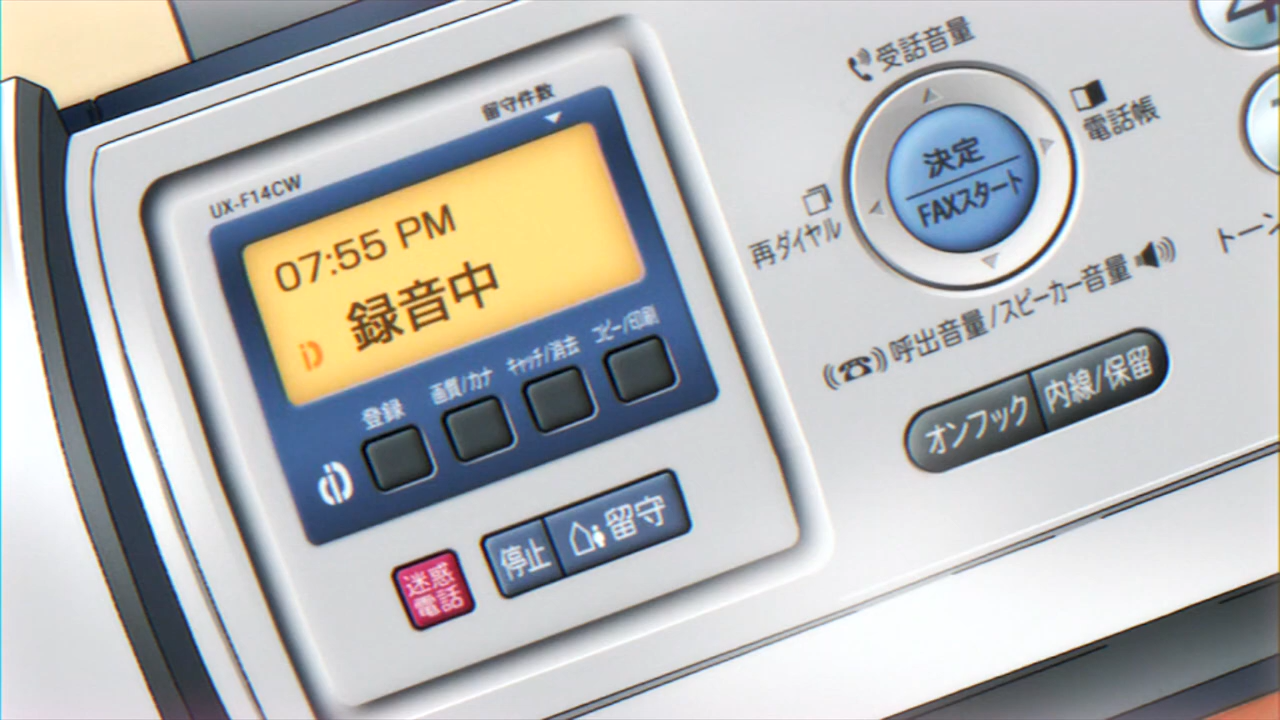 受話音量
留守件数
電話帳
決定
FAXスタート
UX-F14CW
07:55 PM
録音中
再ダイヤル
トーン
呼出音量/スピーカー音量
登録
画質/カナ
キャッチ/消去
コピー/印刷
オンフック
内線/保留
停止
留守
迷惑
電話